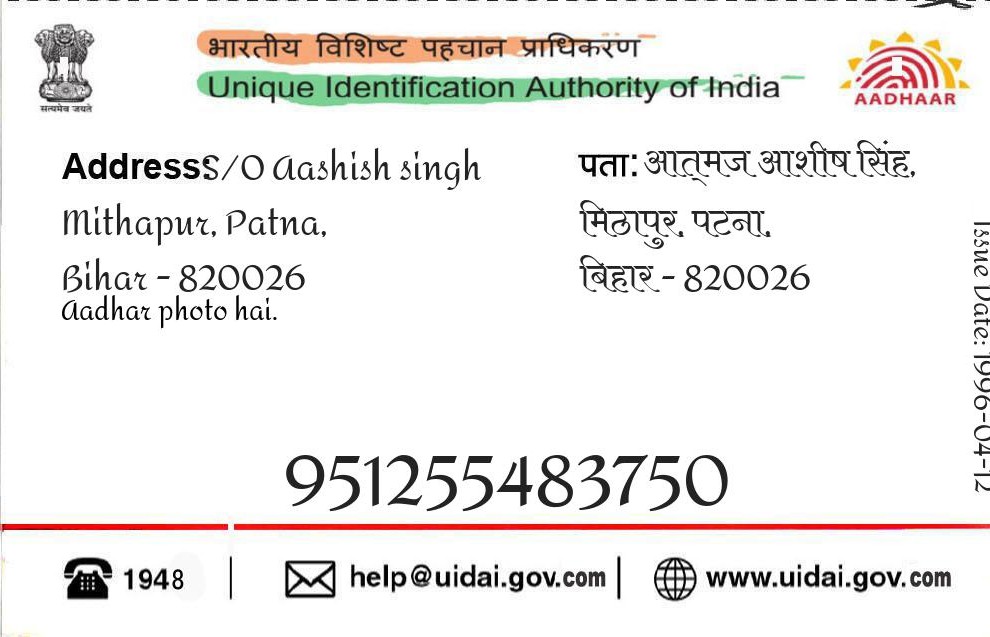 भारतीय विशिष्ट पहचान प्राधिकरण
Unique Identification Authority of India
सत्यमेव जयते
AADHAAR
Address: S/O Aashish singh
Mithapur, Patna,
Bihar - 820026
Aadhar photo hai.
पता: आत्मज आशीष सिंह,
मिठापुर, पटना,
बिहार - 820026
Issue Date: 1996-04-12
951255483750
1948
help@uidai.gov.com
www.uidai.gov.com